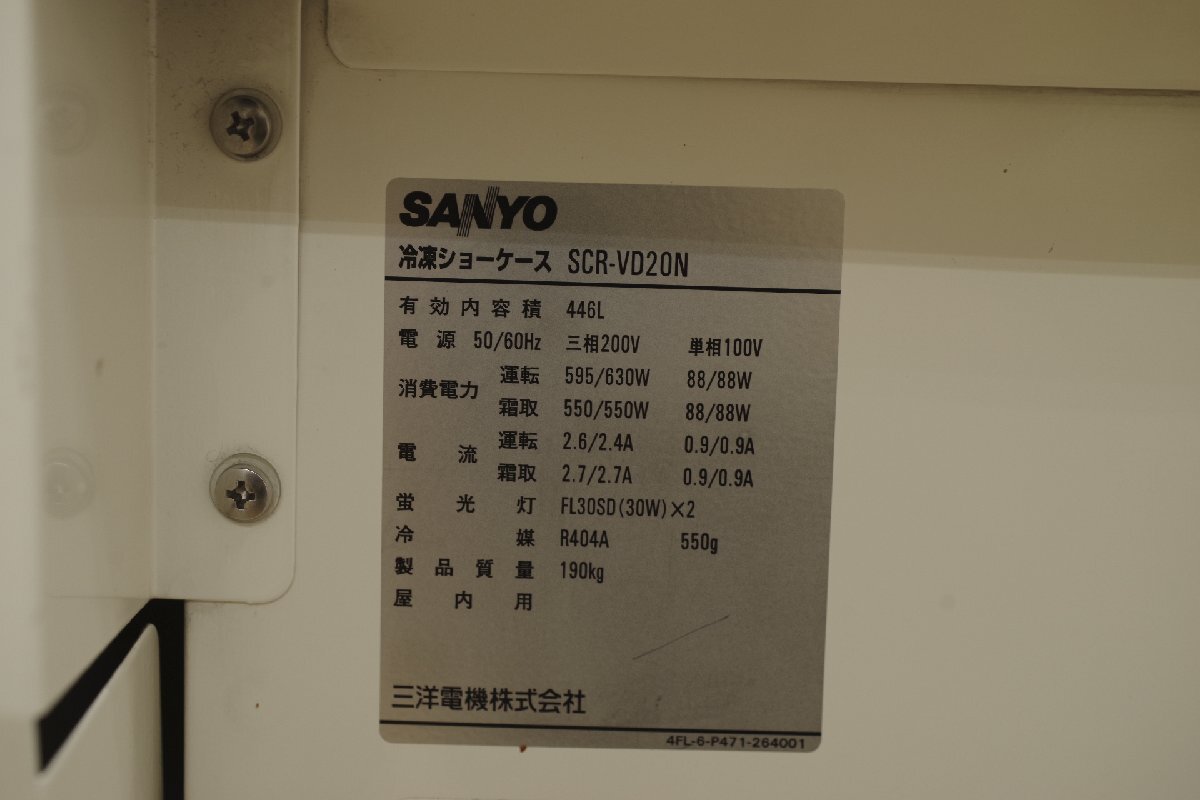 SANYO
冷凍ショーケース SCR-VD20N
有効内容積 446L
電源 50/60Hz 三相200V 単相100V
消費電力 運転 595/630W 88/88W
霜取 550/550W 88/88W
電流 運転 2.6/2.4A 0.9/0.9A
霜取 2.7/2.7A 0.9/0.9A
蛍光灯 FL30SD(30W)×2
冷媒 R404A 550g
製品質量 190kg
屋内用
三洋電機株式会社
4FL-6-P471-264001